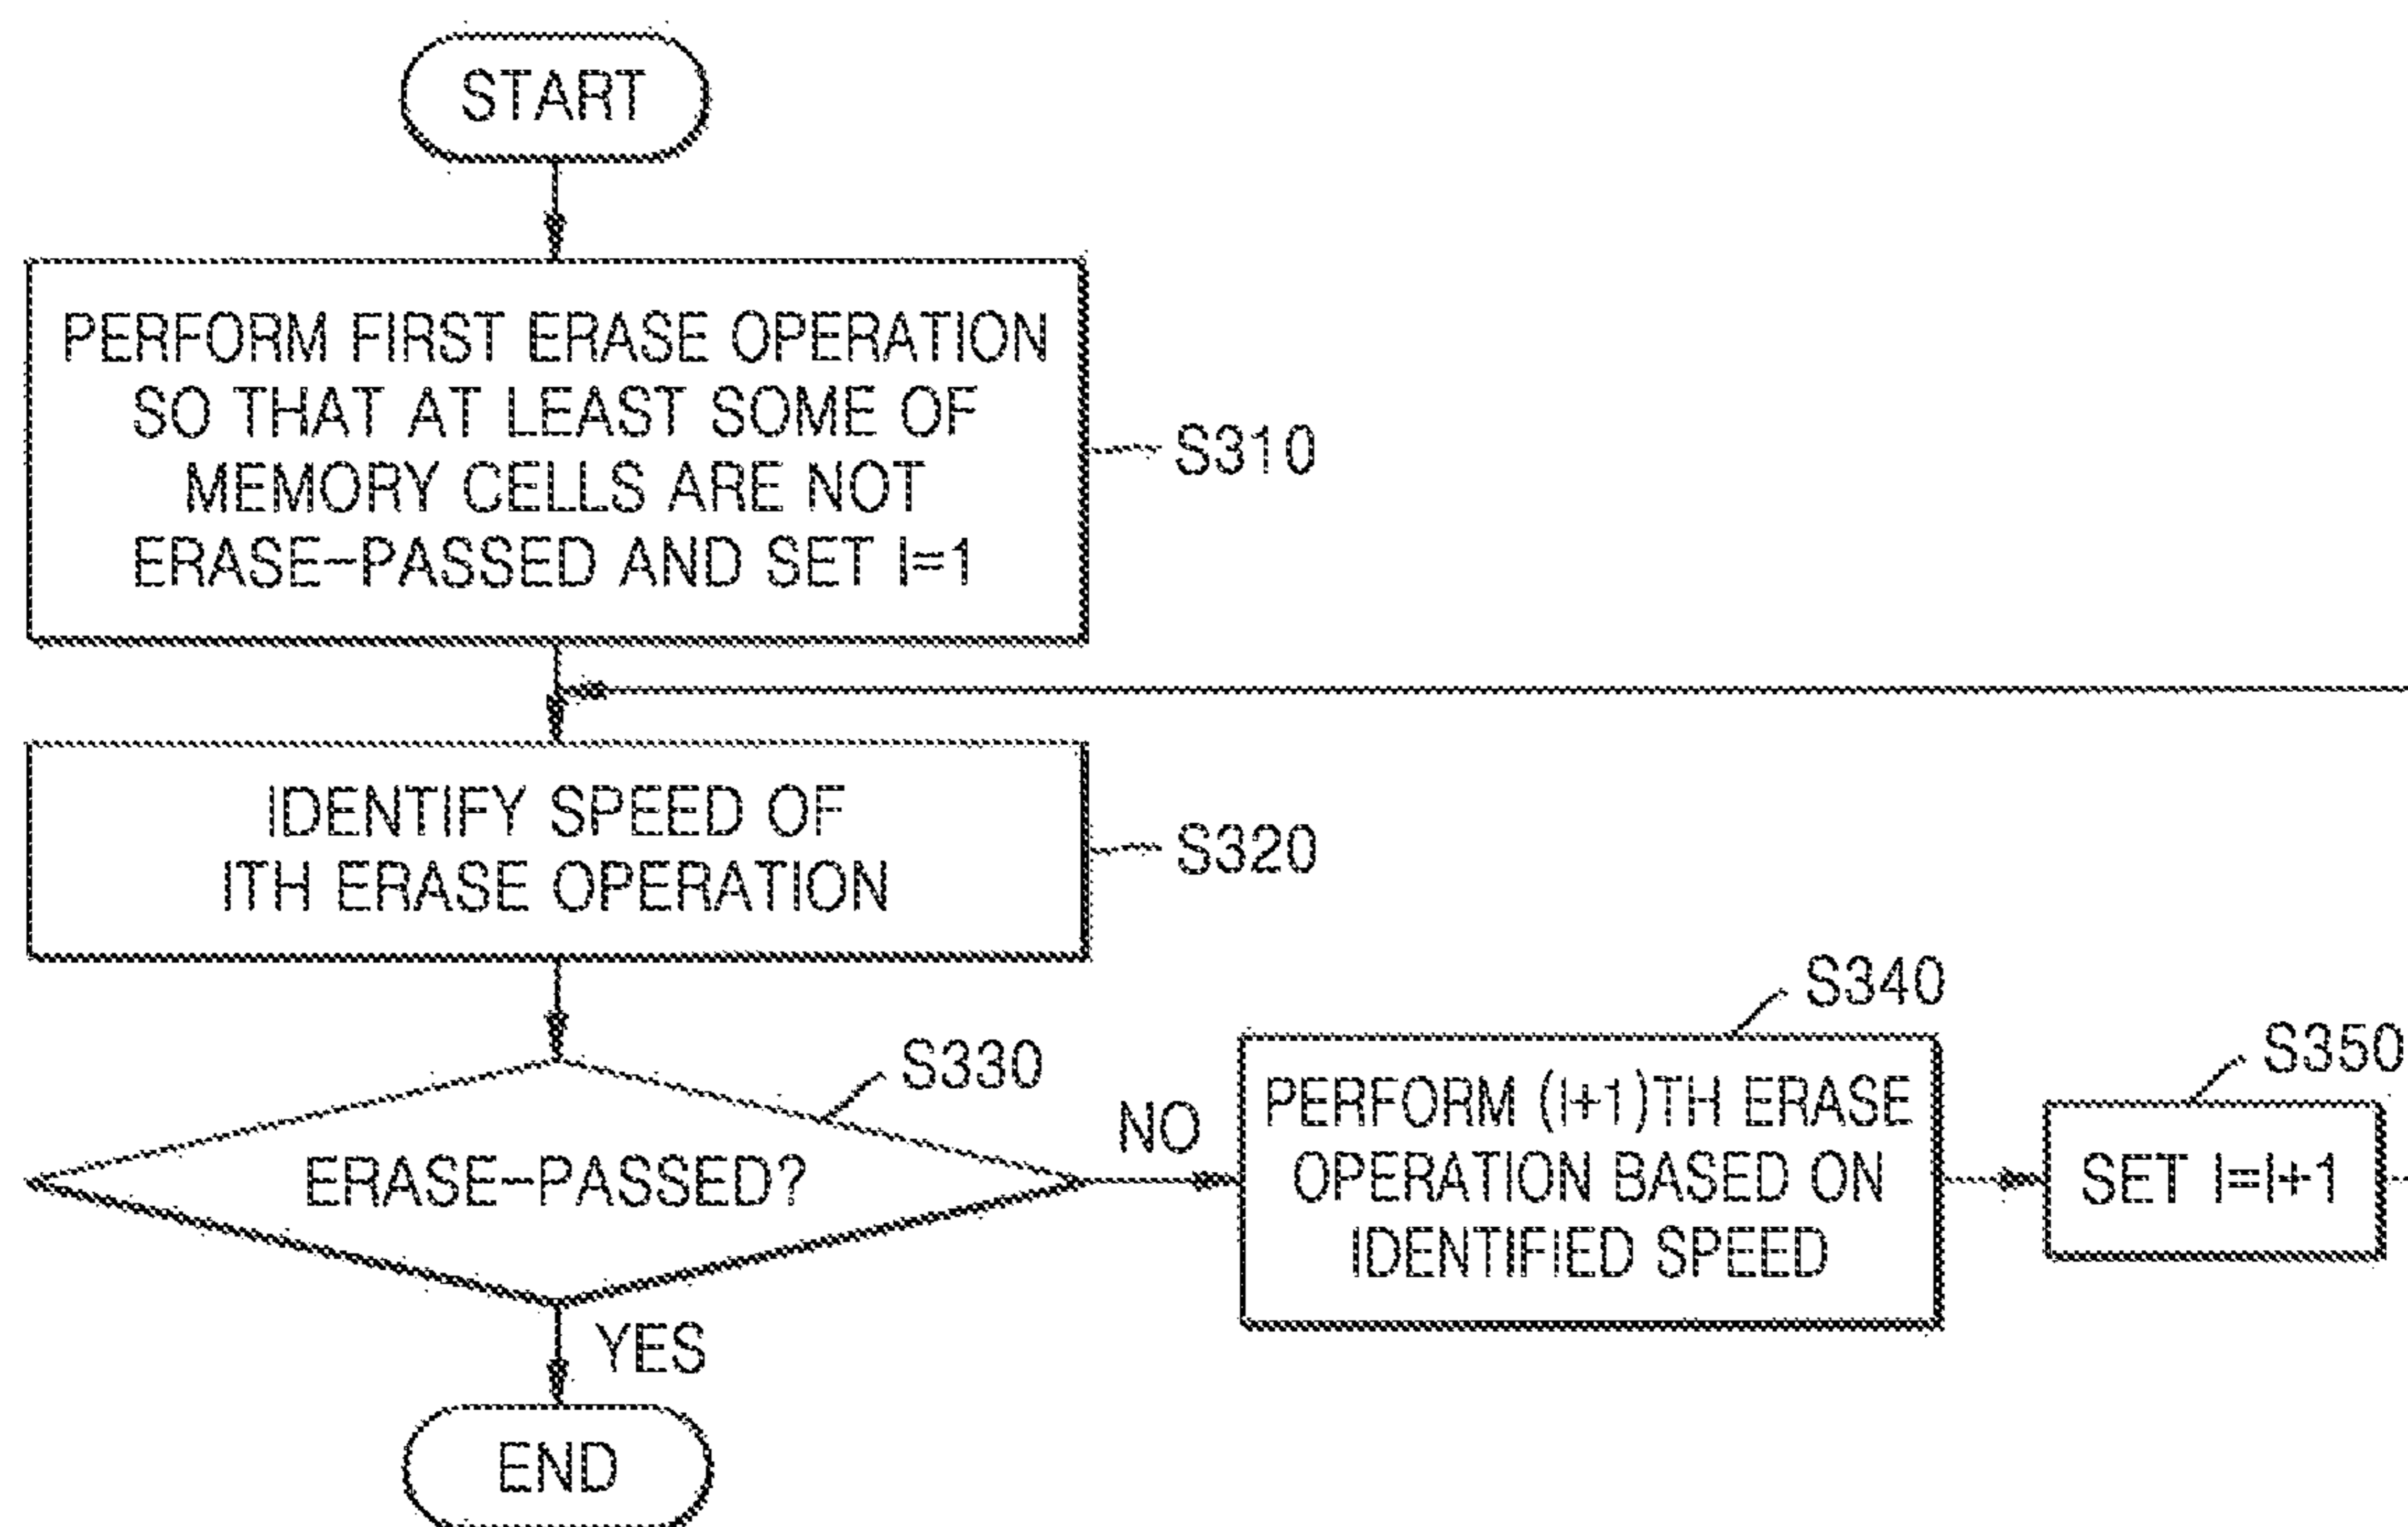 START
PERFORM FIRST ERASE OPERATION
SO THAT AT LEAST SOME OF
MEMORY CELLS ARE NOT
ERASE-PASSED AND SET I=1
S310
IDENTIFY SPEED OF
ITH ERASE OPERATION
S320
ERASE-PASSED?
S330
NO
YES
PERFORM (I+1)TH ERASE
OPERATION BASED ON
IDENTIFIED SPEED
S340
SET I=I+1
S350
END